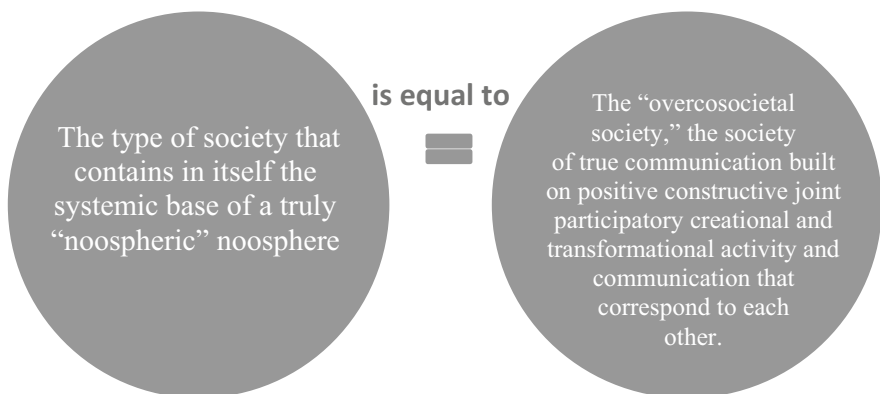 The type of society that
contains in itself the
systemic base of a truly
“noospheric” noosphere
is equal to
The “overcosocietal
society,” the society
of true communication built
on positive constructive joint
participatory creational and
transformational activity and
communication that
correspond to each
other.